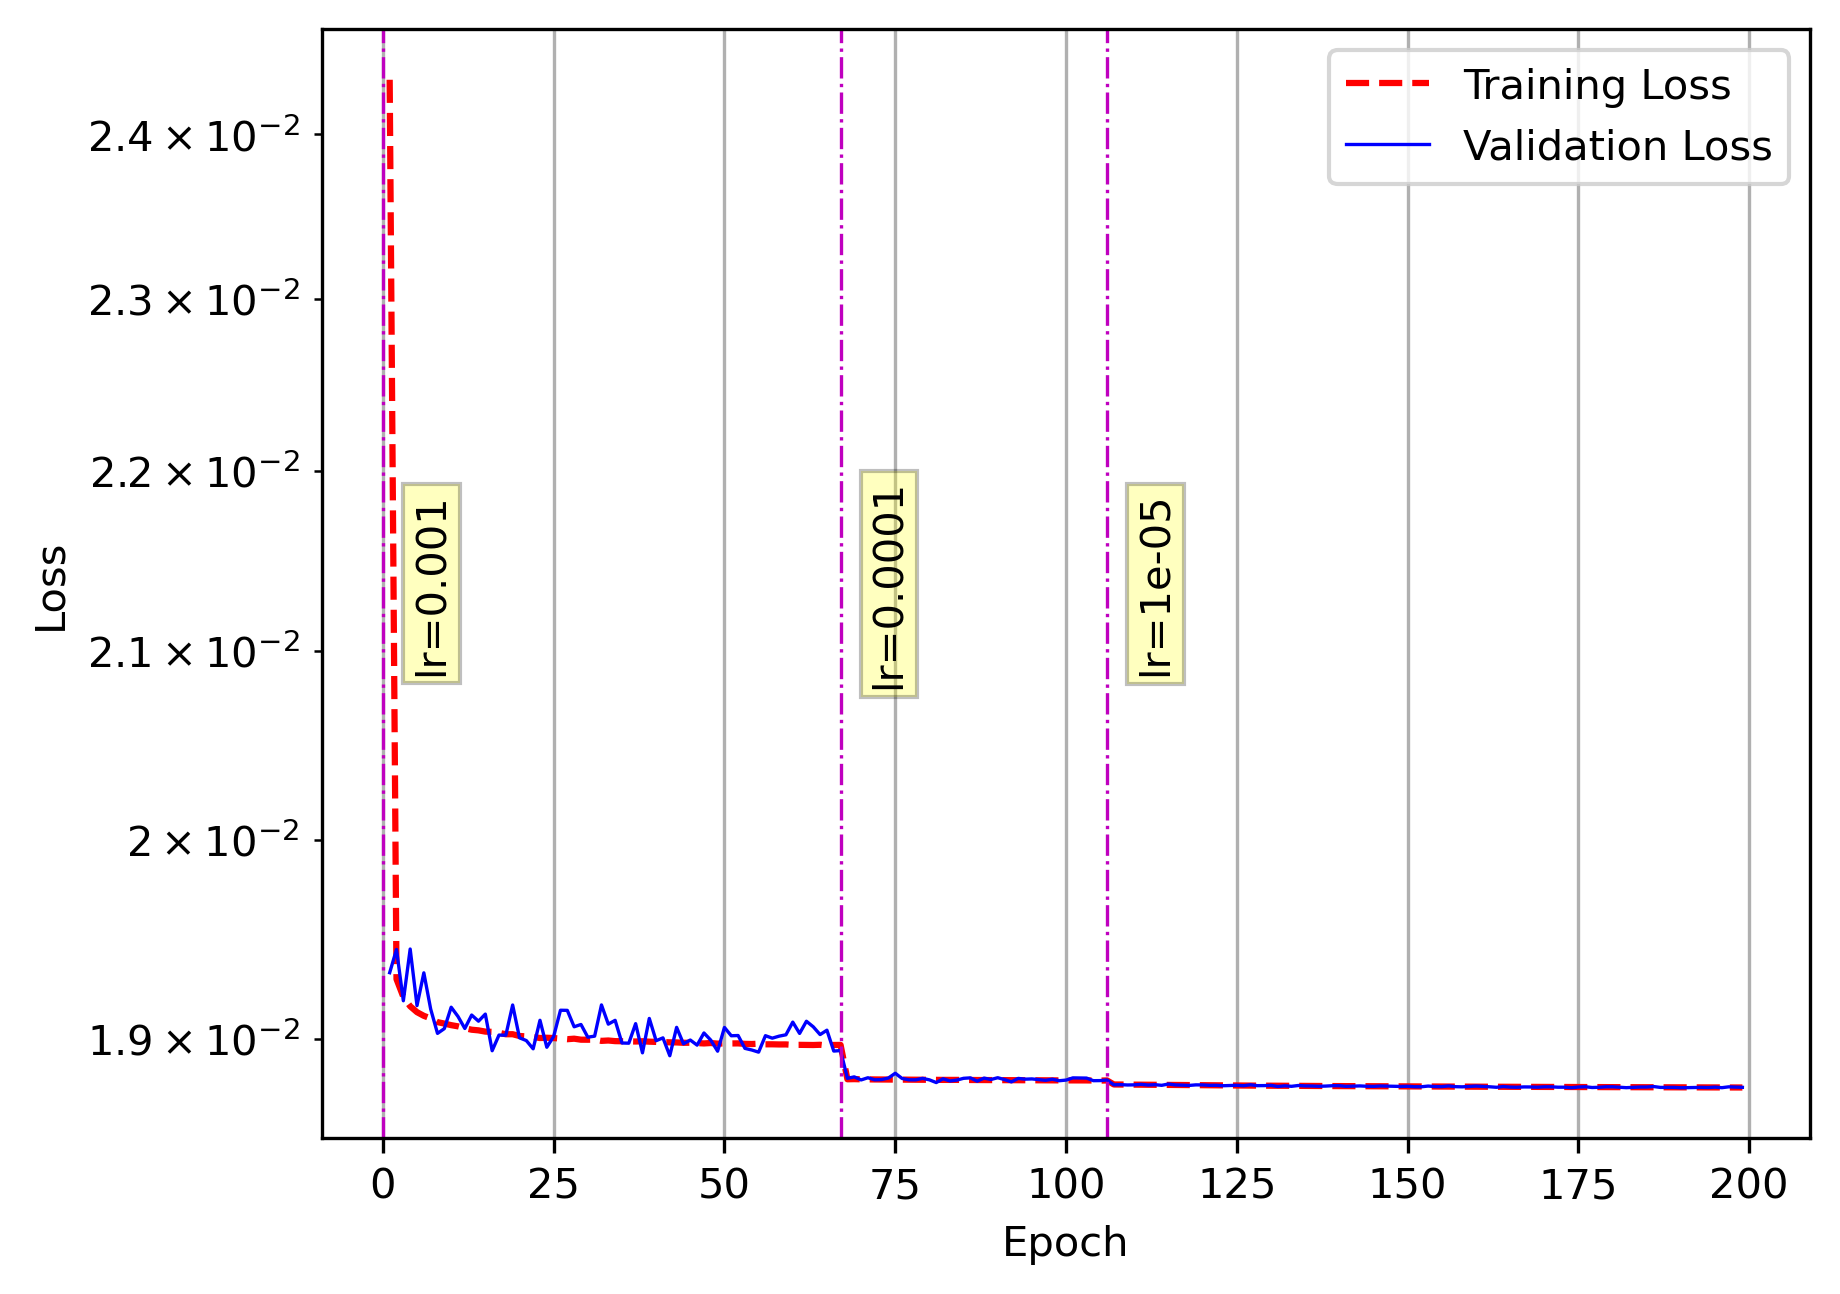 Training Loss
Validation Loss
2.4 × 10⁻²
2.3 × 10⁻²
2.2 × 10⁻²
2.1 × 10⁻²
2 × 10⁻²
1.9 × 10⁻²
Loss
lr=0.001
lr=0.0001
lr=1e-05
0 25 50 75 100 125 150 175 200
Epoch